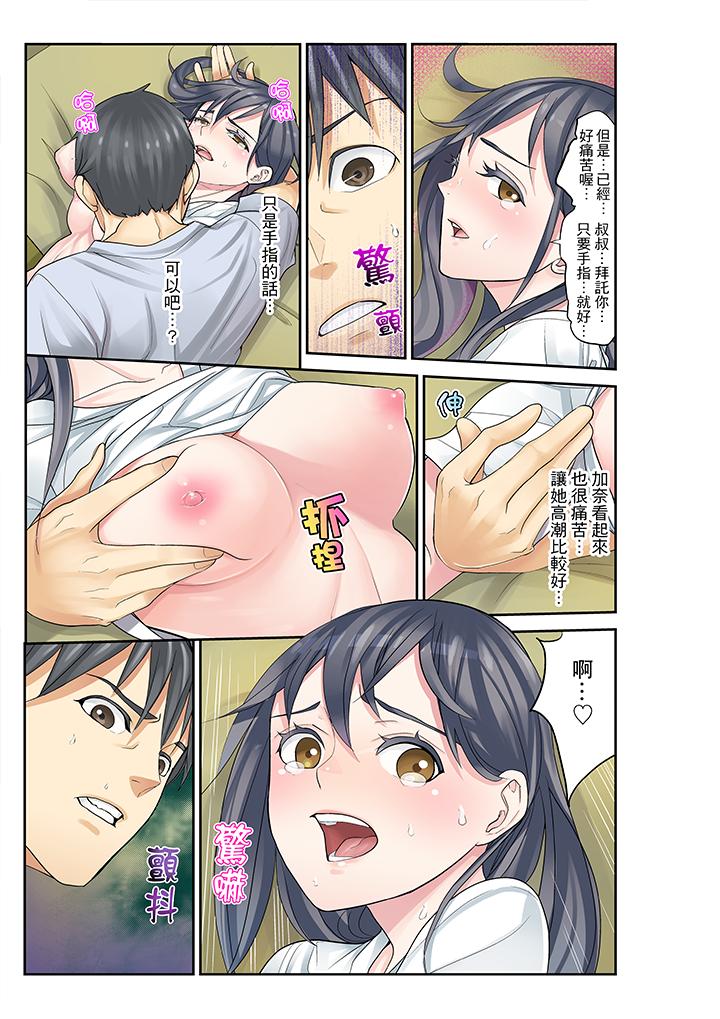 但是…已經…
好痛苦喔…
叔叔…拜託你…
只要手指…就好…
驚
顫
哈啊
哈啊
只是手指的話…
可以吧…？
伸
加奈看起來
也很痛苦…
讓她高潮比較好…
抓捏
啊…♡
驚嚇
顫抖